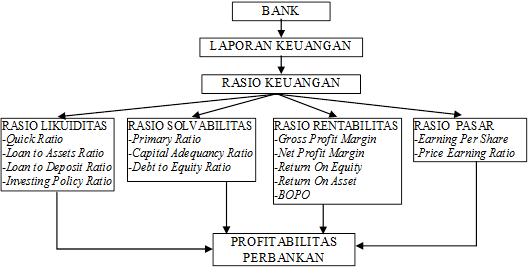 BANK
LAPORAN KEUANGAN
RASIO KEUANGAN
RASIO LIKUIDITAS
-Quick Ratio
-Loan to Assets Ratio
-Loan to Deposit Ratio
-Investing Policy Ratio
RASIO SOLVABILITAS
-Primary Ratio
-Capital Adequancy Ratio
-Debt to Equity Ratio
RASIO RENTABILITAS
-Gross Profit Margin
-Net Profit Margin
-Return On Equity
-Return On Asset
-BOPO
RASIO PASAR
-Earning Per Share
-Price Earning Ratio
PROFITABILITAS
PERBANKAN